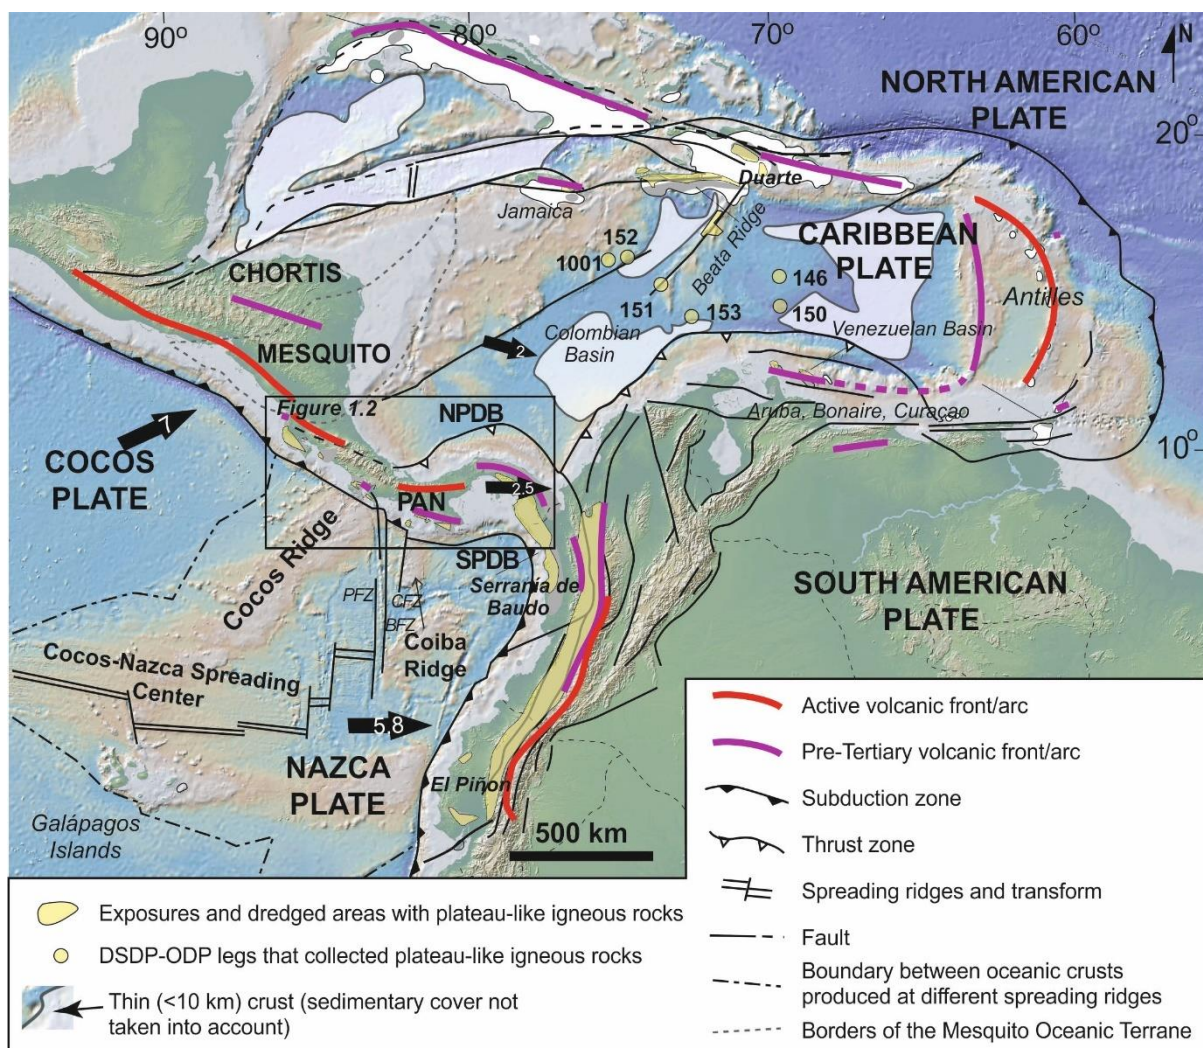 90°
80°
70°
60°
N
NORTH AMERICAN
PLATE
20°
Duarte
Jamaica
Beata Ridge
CARIBBEAN
PLATE
152
1001
146
CHORTIS
151
153
150
Antilles
Colombian
Basin
Venezuelan Basin
MESQUITO
2
Figure 1.2
NPDB
Aruba, Bonaire, Curaçao
7
COCOS
PLATE
10°
PAN
2.5
Cocos Ridge
SPDB
Serranía de
Baudo
SOUTH AMERICAN
PLATE
PFZ
CFZ
BFZ
Coiba
Ridge
Cocos-Nazca Spreading
Center
5.8
NAZCA
PLATE
El Piñon
Galápagos
Islands
500 km
Active volcanic front/arc
Pre-Tertiary volcanic front/arc
Subduction zone
Thrust zone
Spreading ridges and transform
Fault
Boundary between oceanic crusts
produced at different spreading ridges
Borders of the Mesquito Oceanic Terrane
Exposures and dredged areas with plateau-like igneous rocks
DSDP-ODP legs that collected plateau-like igneous rocks
Thin (<10 km) crust (sedimentary cover not
taken into account)